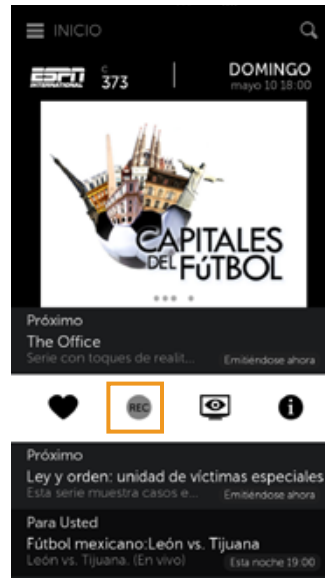 INICIO
ESPN
INTERNATIONAL
C
373
DOMINGO
mayo 10 18:00
CAPITALES
DEL FÚTBOL
Próximo
The Office
Serie con toques de realit... Emitiéndose ahora
REC
Próximo
Ley y orden: unidad de víctimas especiales
Esta serie muestra casos e... Emitiéndose ahora
Para Usted
Fútbol mexicano:León vs. Tijuana
León vs. Tijuana. (En vivo) Esta noche 19:00